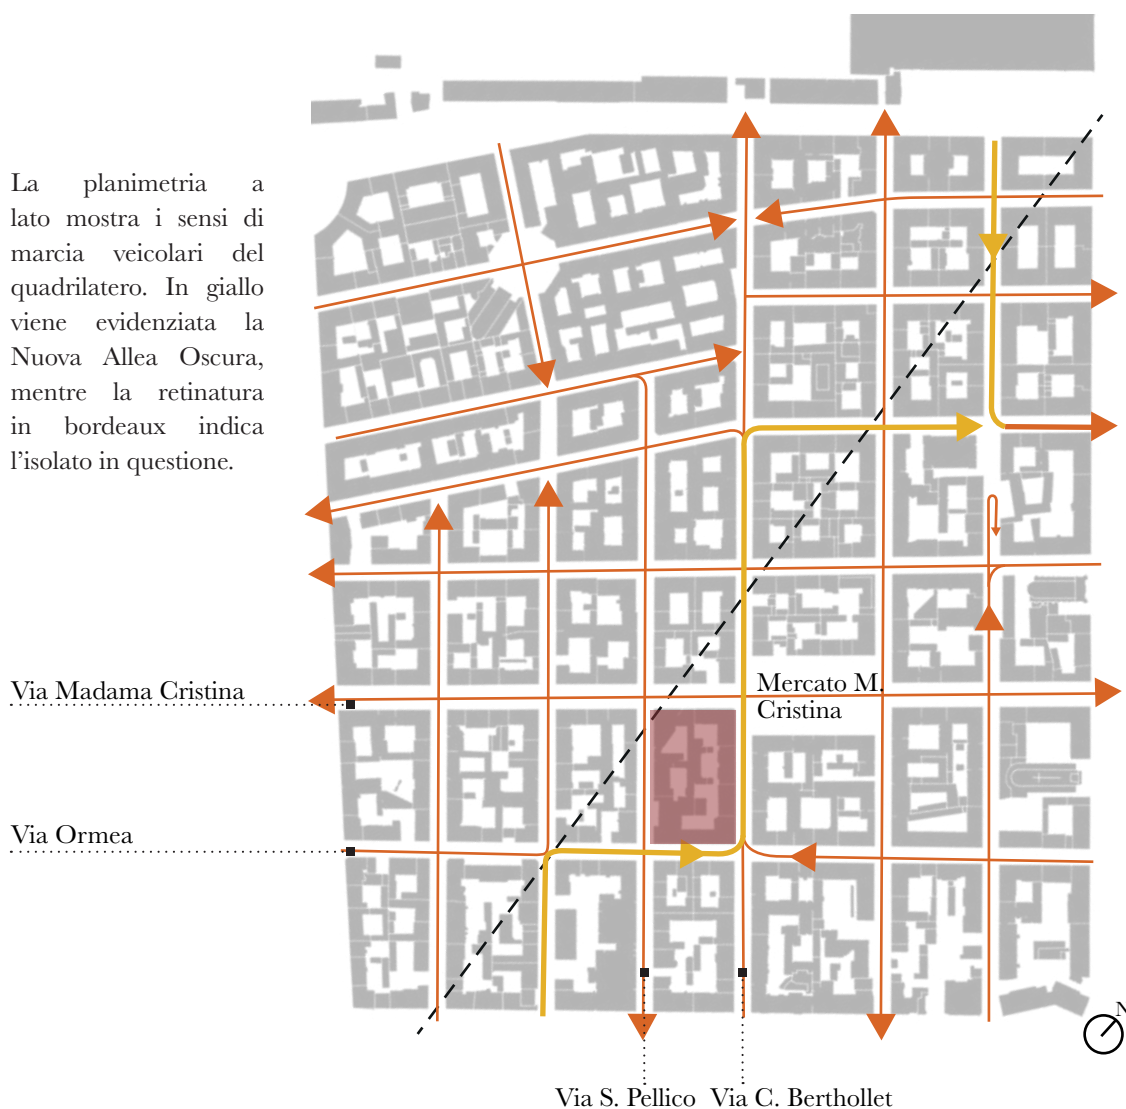 La planimetria a
lato mostra i sensi di
marcia veicolari del
quadrilatero. In giallo
viene evidenziata la
Nuova Allea Oscura,
mentre la retinatura
in bordeaux indica
l’isolato in questione.
Via Madama Cristina
Mercato M.
Cristina
Via Ormea
N
Via S. Pellico
Via C. Berthollet